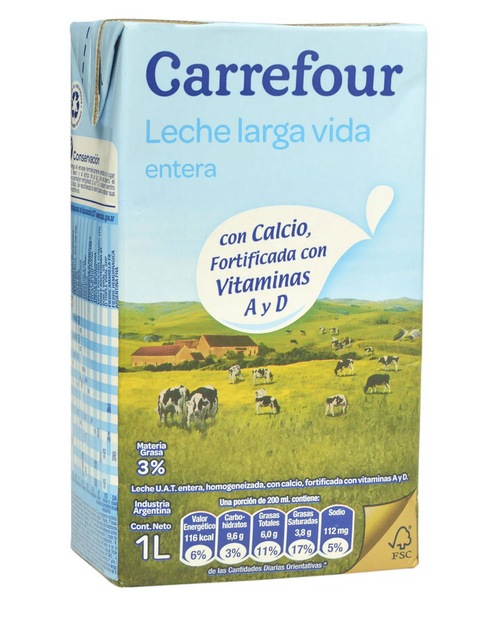 Carrefour
Leche larga vida
entera
Conservación
con Calcio,
Fortificada con
Vitaminas
A y D
Materia
Grasa
3%
Leche U.A.T. entera, homogeneizada, con calcio, fortificada con vitaminas A y D.
Industria
Argentina
Cont. Neto
1L
Una porción de 200 ml. contiene:
Valor
Energético
116 kcal
6%
Carbo-
hidratos
9,6 g
3%
Grasas
Totales
6,0 g
11%
Grasas
Saturadas
3,8 g
17%
Sodio
112 mg
5%
de las Cantidades Diarias Orientativas*
FSC